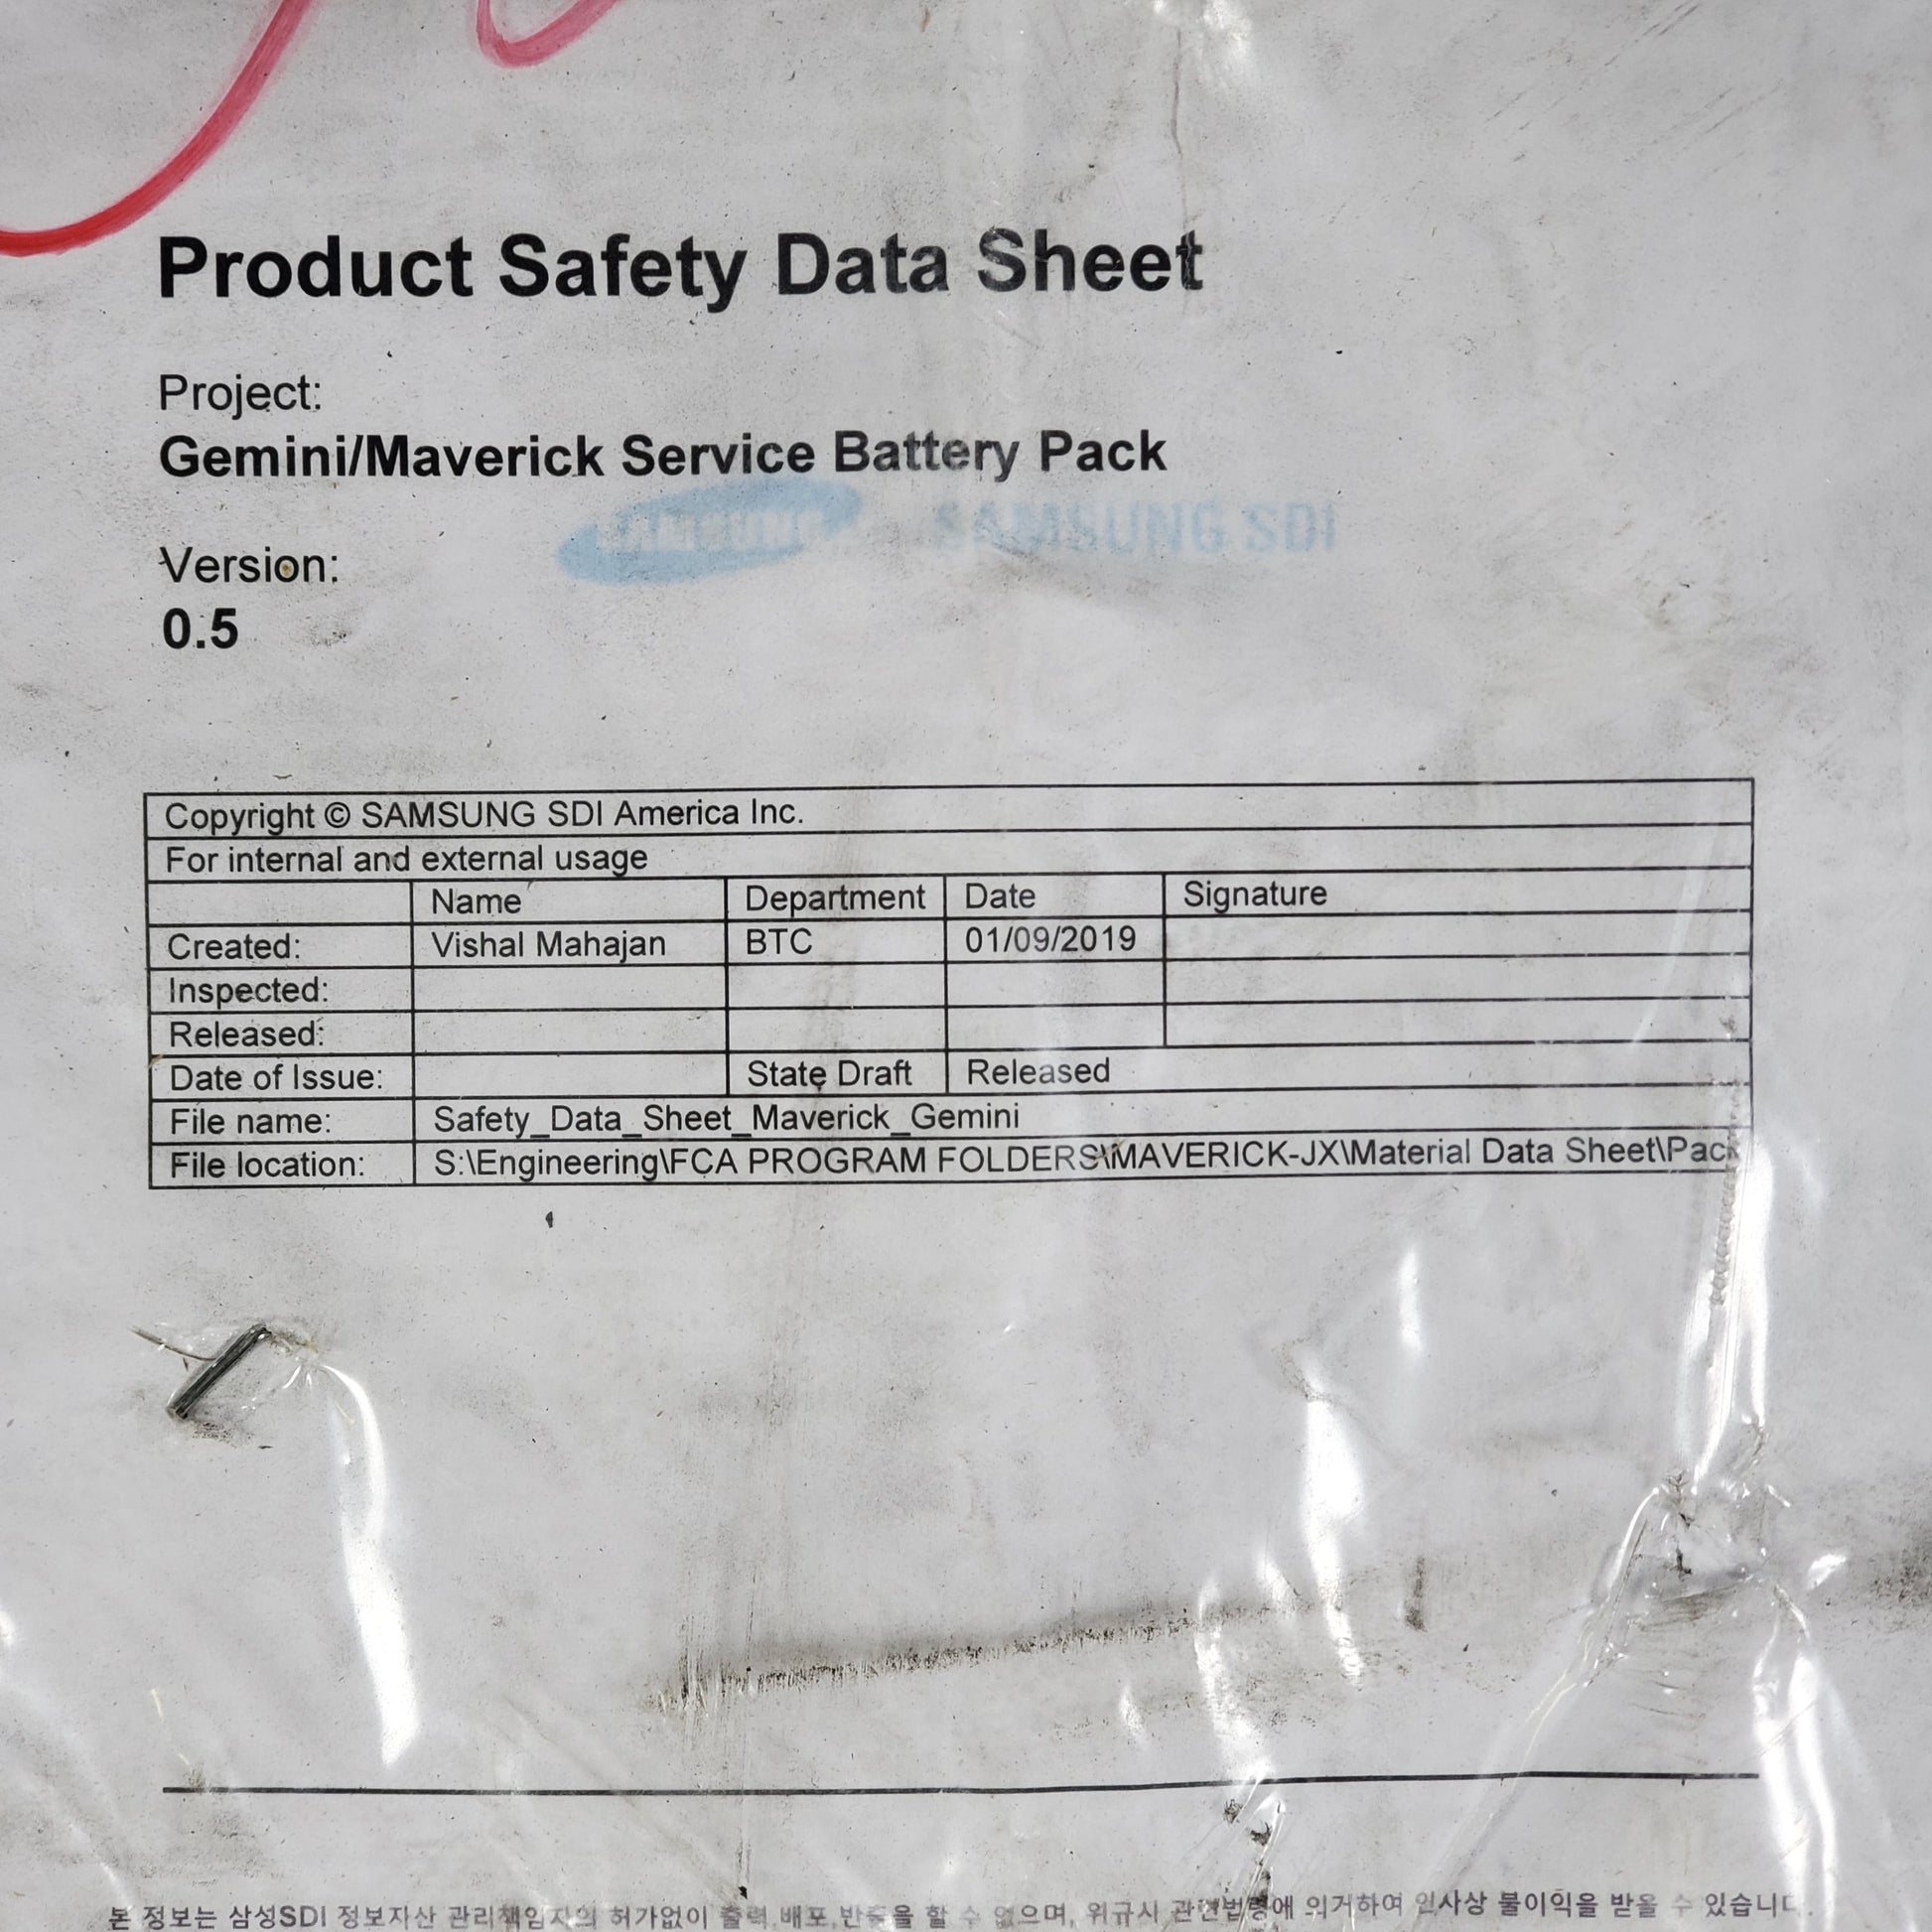 Product Safety Data Sheet
Project:
Gemini/Maverick Service Battery Pack
SAMSUNG SAMSUNG SDI
Version:
0.5
Copyright © SAMSUNG SDI America Inc.
For internal and external usage
Name Department Date Signature
Created: Vishal Mahajan BTC 01/09/2019
Inspected:
Released:
Date of Issue: State Draft Released
File name: Safety_Data_Sheet_Maverick_Gemini
File location: S:\Engineering\FCA PROGRAM FOLDERS\MAVERICK-JX\Material Data Sheet\Pack
본 정보는 삼성SDI 정보자산 관리책임자의 허가없이 출력,배포,반출을 할 수 없으며, 위규시 관련법령에 의거하여 인사상 불이익을 받을 수 있습니다.